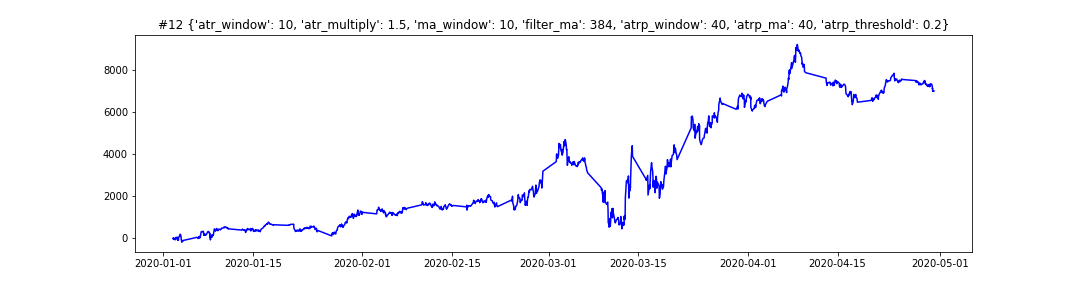 #12 {'atr_window': 10, 'atr_multiply': 1.5, 'ma_window': 10, 'filter_ma': 384, 'atrp_window': 40, 'atrp_ma': 40, 'atrp_threshold': 0.2}
8000
6000
4000
2000
0
2020-01-01 2020-01-15 2020-02-01 2020-02-15 2020-03-01 2020-03-15 2020-04-01 2020-04-15 2020-05-01